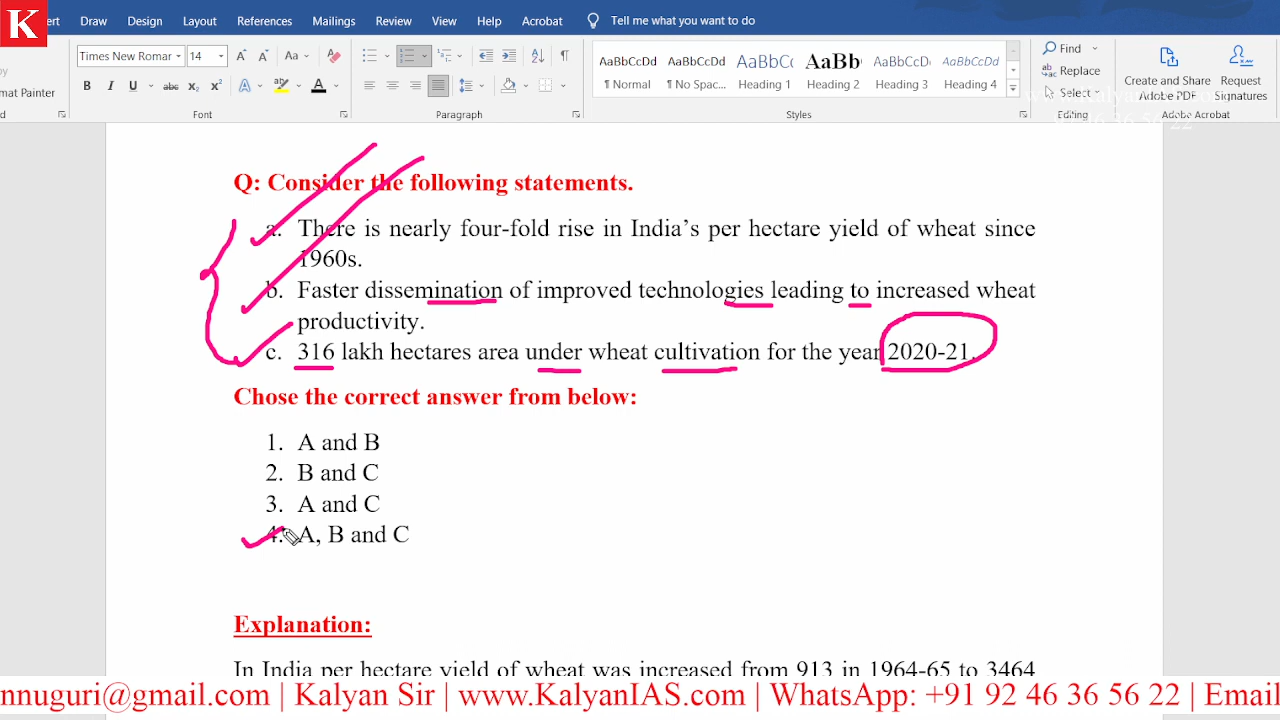 K
ert Draw Design Layout References Mailings Review View Help Acrobat Tell me what you want to do
Times New Romar 14 Aa
AaBbCcDd AaBbCcDd AaBbCc AaBb AaBbCcD AaBbCcDd
Find
Replace
Select
mat Painter
B I U abc x2 x2 A A
¶ Normal ¶ No Spac... Heading 1 Heading 2 Heading 3 Heading 4
Create and Share Adobe PDF
Request Signatures
Font Paragraph Styles Editing Adobe Acrobat
Q: Consider the following statements.
a. There is nearly four-fold rise in India’s per hectare yield of wheat since
1960s.
b. Faster dissemination of improved technologies leading to increased wheat
productivity.
c. 316 lakh hectares area under wheat cultivation for the year 2020-21.
Chose the correct answer from below:
1. A and B
2. B and C
3. A and C
4. A, B and C
Explanation:
In India per hectare yield of wheat was increased from 913 in 1964-65 to 3464
nnuguri@gmail.com | Kalyan Sir | www.KalyanIAS.com | WhatsApp: +91 92 46 36 56 22 | Email